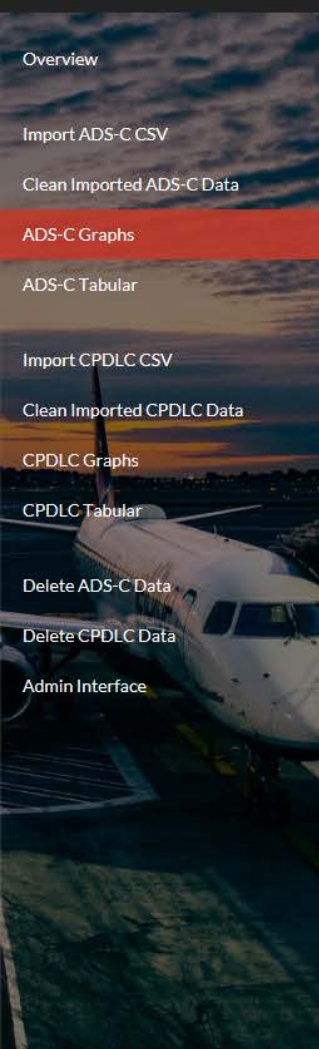 Overview
Import ADS-C CSV
Clean Imported ADS-C Data
ADS-C Graphs
ADS-C Tabular
Import CPDLC CSV
Clean Imported CPDLC Data
CPDLC Graphs
CPDLC Tabular
Delete ADS-C Data
Delete CPDLC Data
Admin Interface